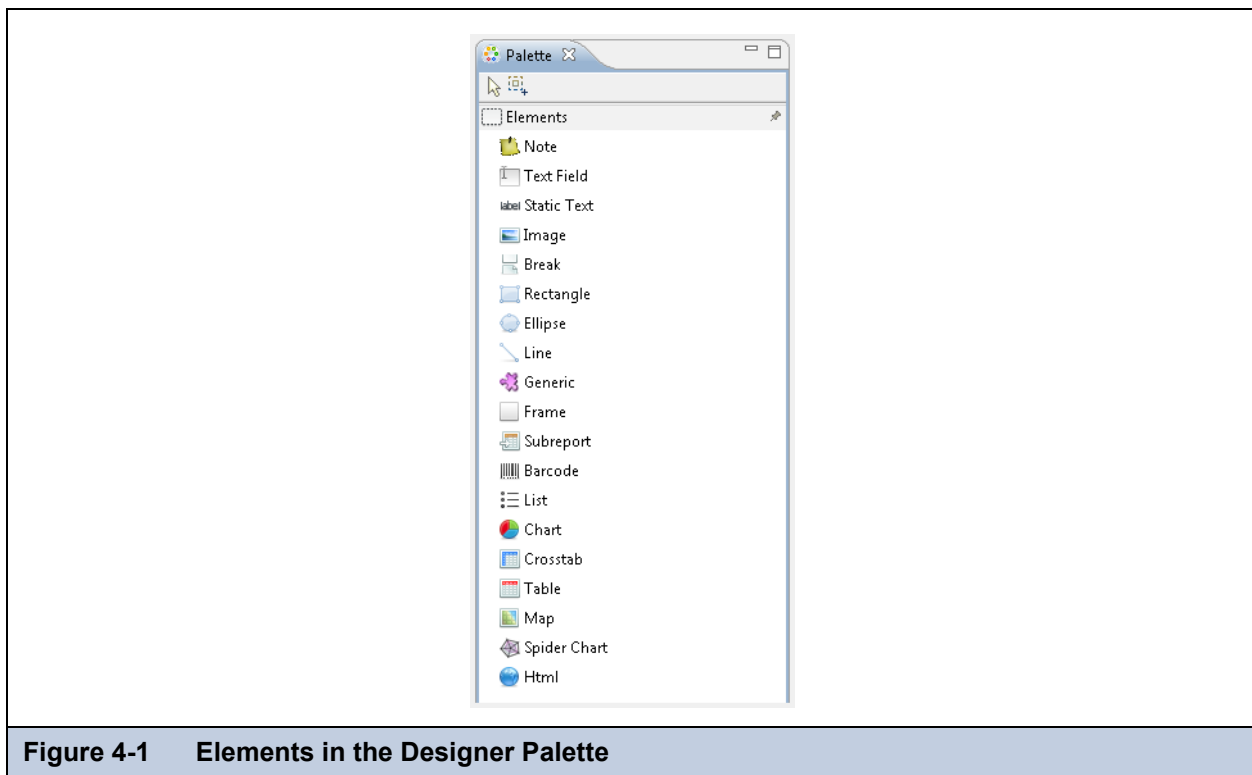 Palette
Elements
Note
Text Field
label Static Text
Image
Break
Rectangle
Ellipse
Line
Generic
Frame
Subreport
Barcode
List
Chart
Crosstab
Table
Map
Spider Chart
Html
Figure 4-1 Elements in the Designer Palette